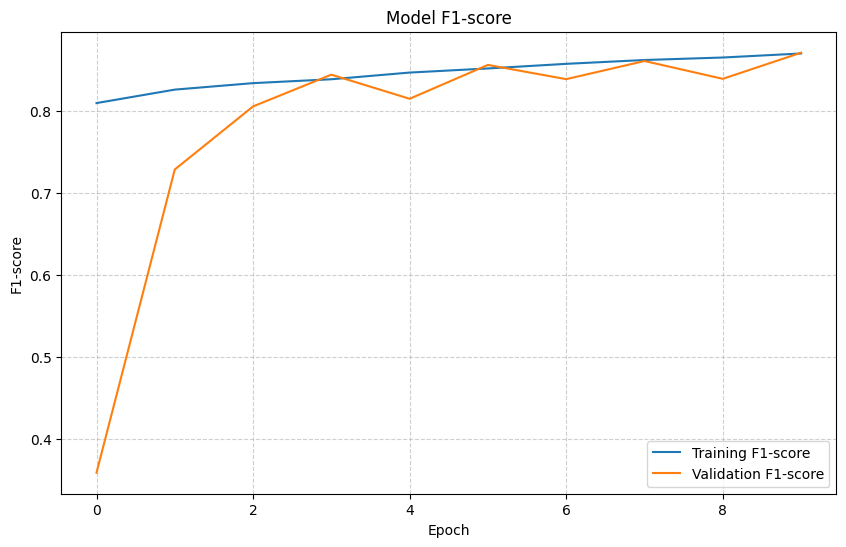 Model F1-score
0.8
0.7
0.6
0.5
0.4
F1-score
0 2 4 6 8
Epoch
Training F1-score
Validation F1-score